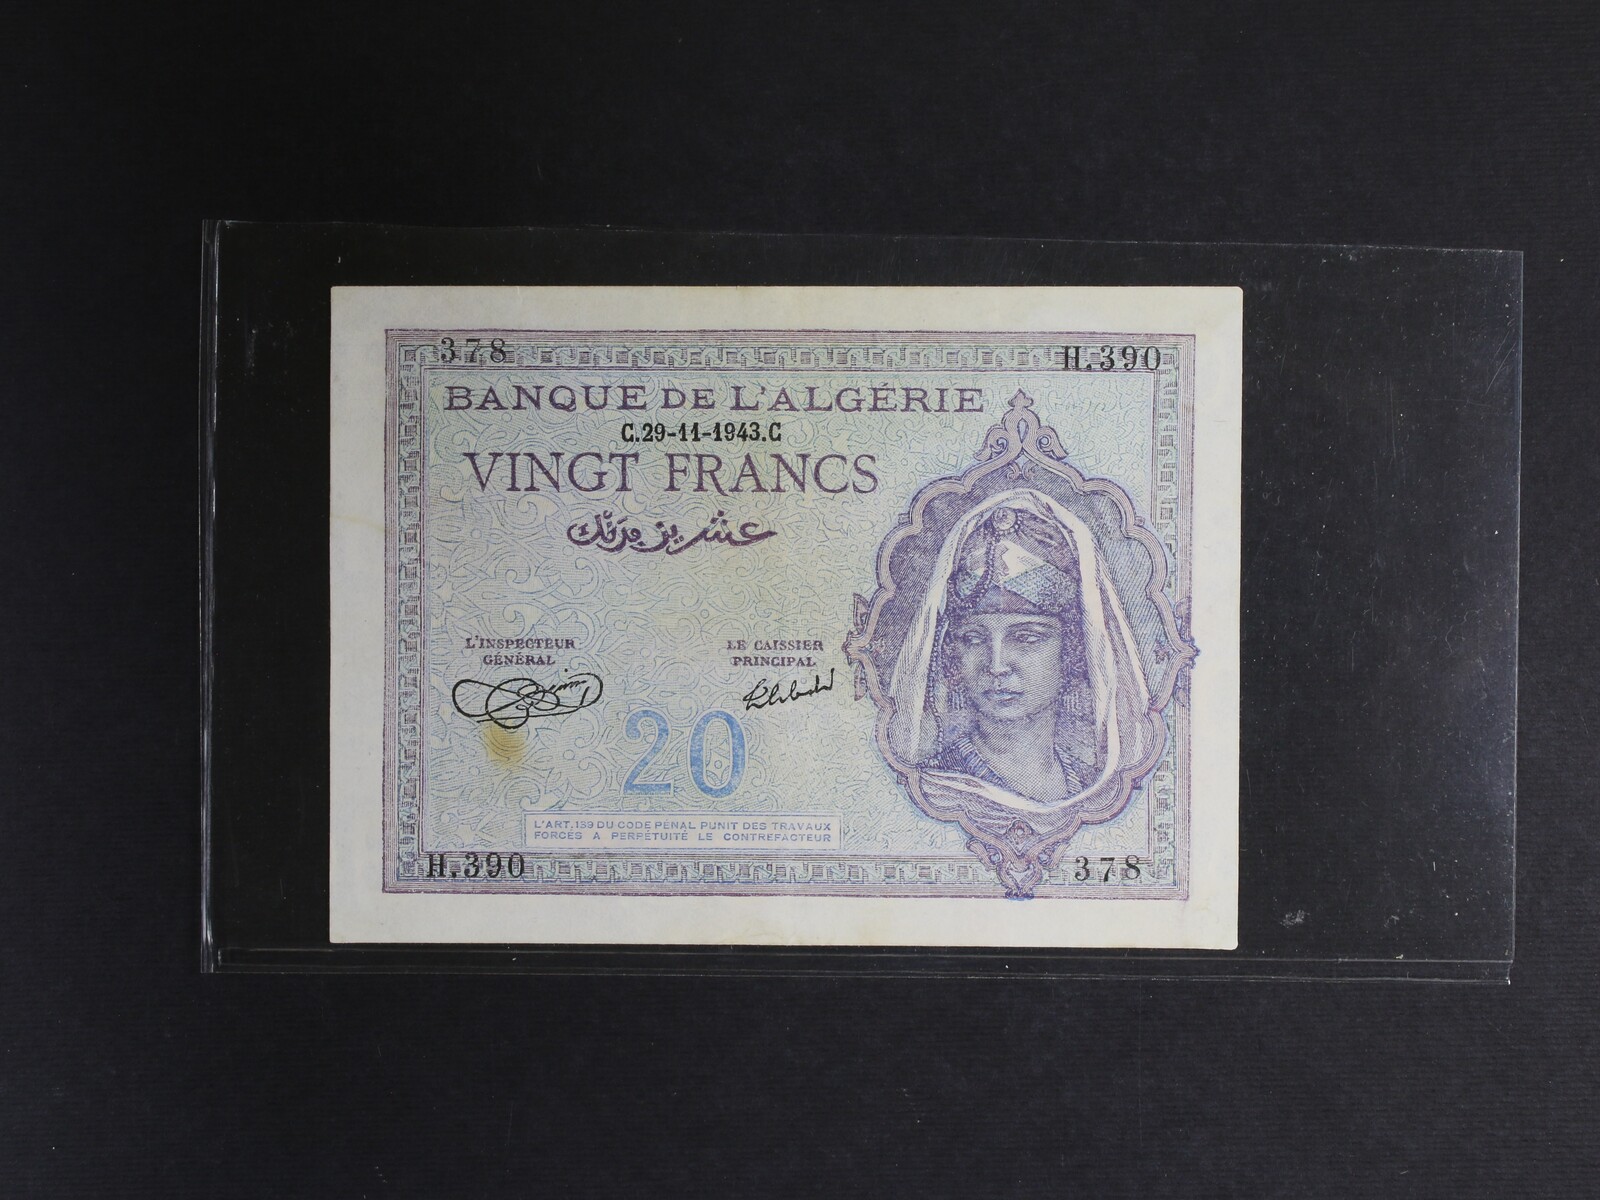 378
H.390
BANQUE DE L'ALGÉRIE
C.29-11-1943.C
VINGT FRANCS
عشرين فرنك
L'INSPECTEUR
GÉNÉRAL
LE CAISSIER
PRINCIPAL
20
L'ART.139 DU CODE PÉNAL PUNIT DES TRAVAUX
FORCES A PERPÉTUITÉ LE CONTREFACTEUR
H.390
378